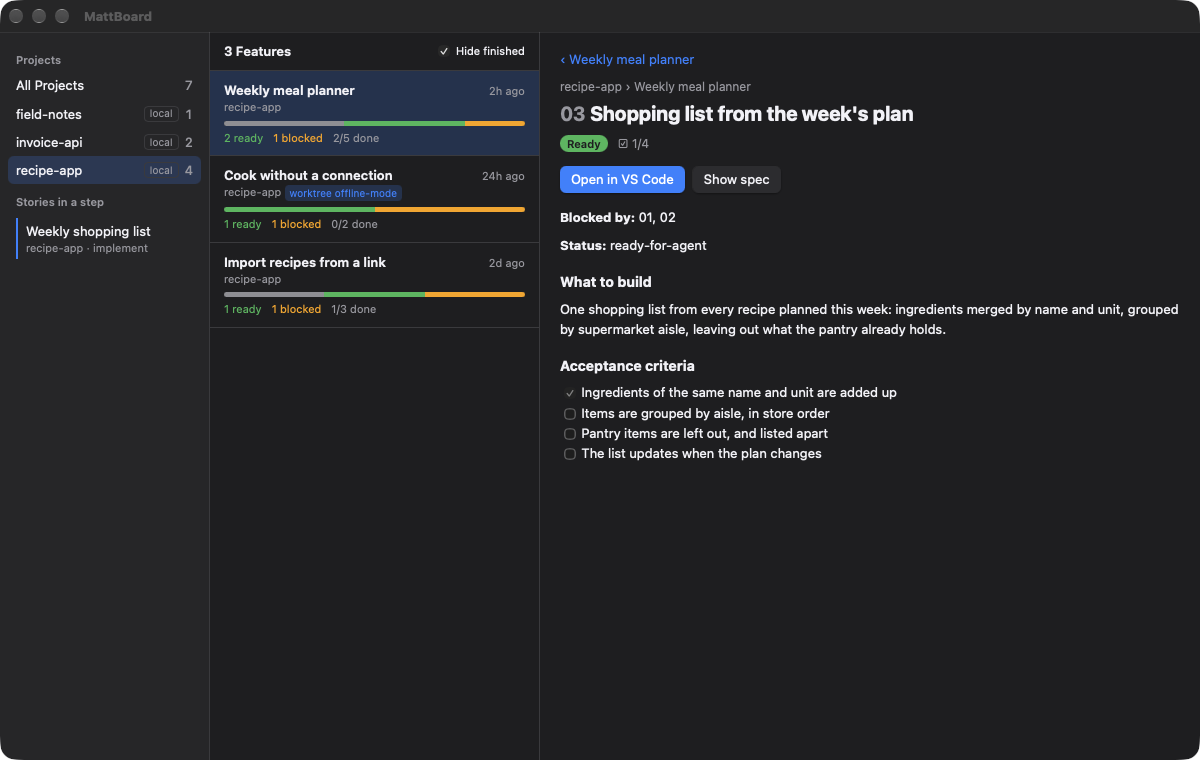 MattBoard
Projects
All Projects 7
field-notes local 1
invoice-api local 2
recipe-app local 4
Stories in a step
Weekly shopping list
recipe-app · implement
3 Features Hide finished
Weekly meal planner 2h ago
recipe-app
2 ready 1 blocked 2/5 done
Cook without a connection 24h ago
recipe-app worktree offline-mode
1 ready 1 blocked 0/2 done
Import recipes from a link 2d ago
recipe-app
1 ready 1 blocked 1/3 done
‹ Weekly meal planner
recipe-app › Weekly meal planner
03 Shopping list from the week's plan
Ready 1/4
Open in VS Code Show spec
Blocked by: 01, 02
Status: ready-for-agent
What to build
One shopping list from every recipe planned this week: ingredients merged by name and unit, grouped
by supermarket aisle, leaving out what the pantry already holds.
Acceptance criteria
Ingredients of the same name and unit are added up
Items are grouped by aisle, in store order
Pantry items are left out, and listed apart
The list updates when the plan changes